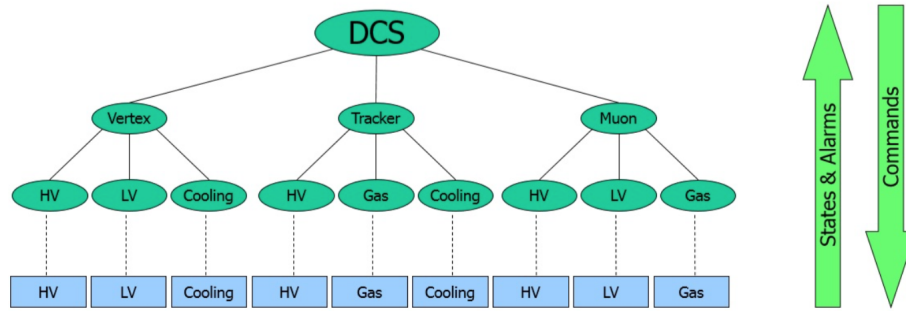 DCS
Vertex Tracker Muon
HV LV Cooling HV Gas Cooling HV LV Gas
HV LV Cooling HV Gas Cooling HV LV Gas
States & Alarms
Commands